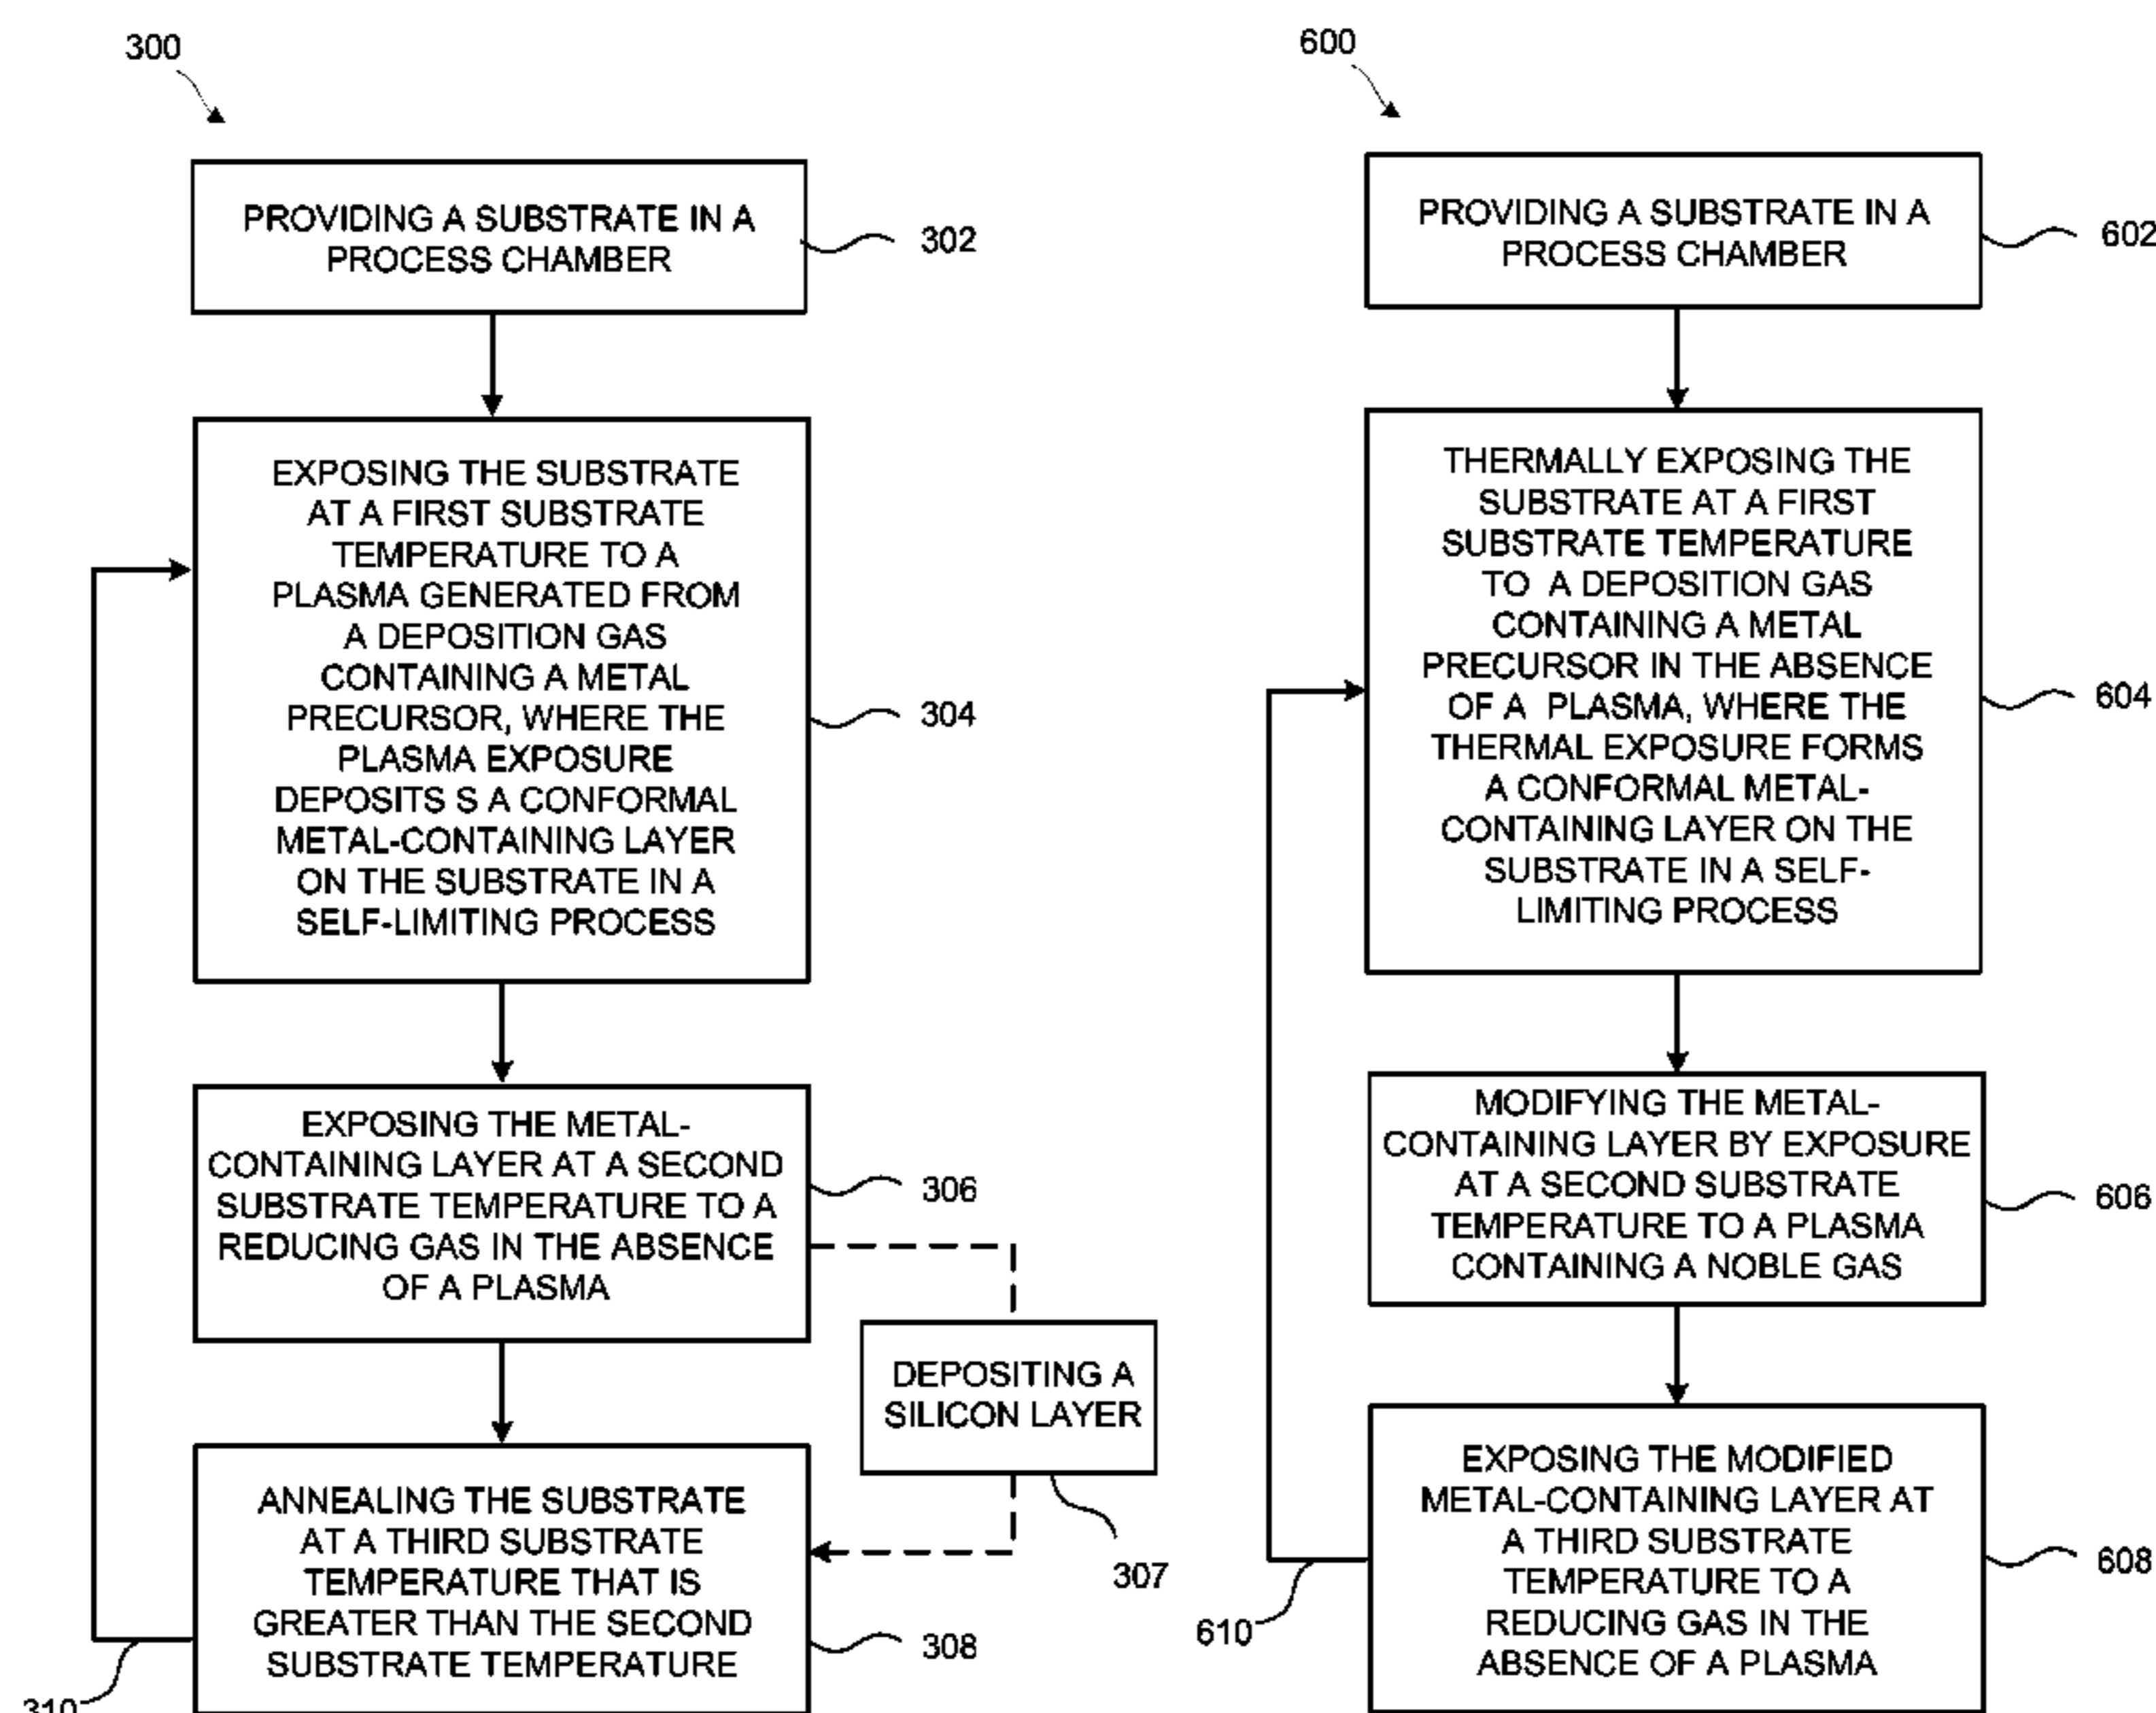 300
PROVIDING A SUBSTRATE IN A
PROCESS CHAMBER
302
EXPOSING THE SUBSTRATE
AT A FIRST SUBSTRATE
TEMPERATURE TO A
PLASMA GENERATED FROM
A DEPOSITION GAS
CONTAINING A METAL
PRECURSOR, WHERE THE
PLASMA EXPOSURE
DEPOSITS S A CONFORMAL
METAL-CONTAINING LAYER
ON THE SUBSTRATE IN A
SELF-LIMITING PROCESS
304
EXPOSING THE METAL-
CONTAINING LAYER AT A SECOND
SUBSTRATE TEMPERATURE TO A
REDUCING GAS IN THE ABSENCE
OF A PLASMA
306
DEPOSITING A
SILICON LAYER
307
ANNEALING THE SUBSTRATE
AT A THIRD SUBSTRATE
TEMPERATURE THAT IS
GREATER THAN THE SECOND
SUBSTRATE TEMPERATURE
308
310
600
PROVIDING A SUBSTRATE IN A
PROCESS CHAMBER
602
THERMALLY EXPOSING THE
SUBSTRATE AT A FIRST
SUBSTRATE TEMPERATURE
TO A DEPOSITION GAS
CONTAINING A METAL
PRECURSOR IN THE ABSENCE
OF A PLASMA, WHERE THE
THERMAL EXPOSURE FORMS
A CONFORMAL METAL-
CONTAINING LAYER ON THE
SUBSTRATE IN A SELF-
LIMITING PROCESS
604
MODIFYING THE METAL-
CONTAINING LAYER BY EXPOSURE
AT A SECOND SUBSTRATE
TEMPERATURE TO A PLASMA
CONTAINING A NOBLE GAS
606
EXPOSING THE MODIFIED
METAL-CONTAINING LAYER AT
A THIRD SUBSTRATE
TEMPERATURE TO A
REDUCING GAS IN THE
ABSENCE OF A PLASMA
608
610